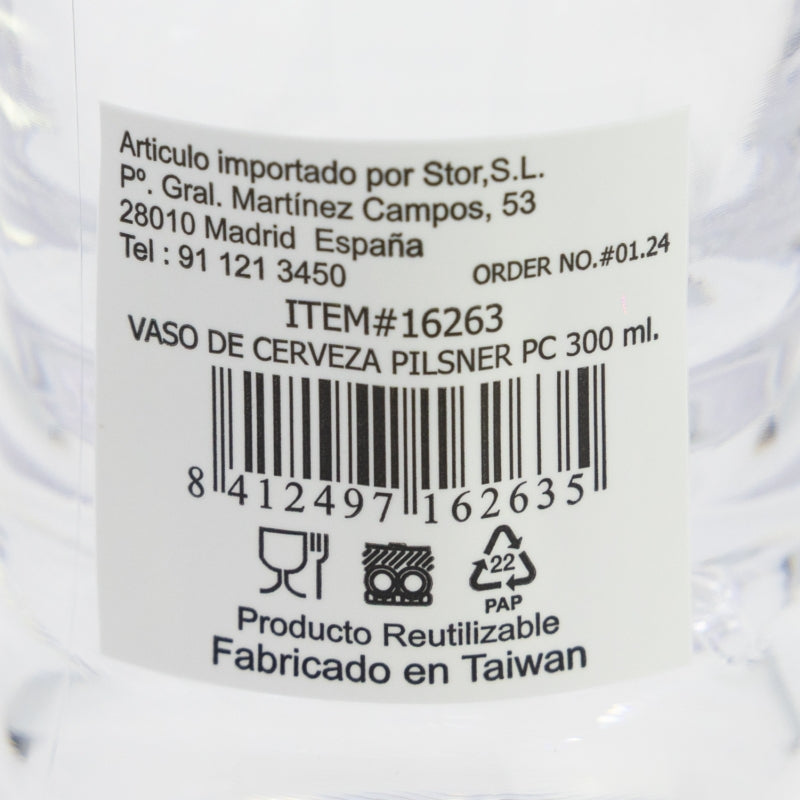 Articulo importado por Stor,S.L.
Pº. Gral. Martínez Campos, 53
28010 Madrid España
Tel : 91 121 3450
ORDER NO.#01.24
ITEM#16263
VASO DE CERVEZA PILSNER PC 300 ml.
8 412497 162635
22
PAP
Producto Reutilizable
Fabricado en Taiwan